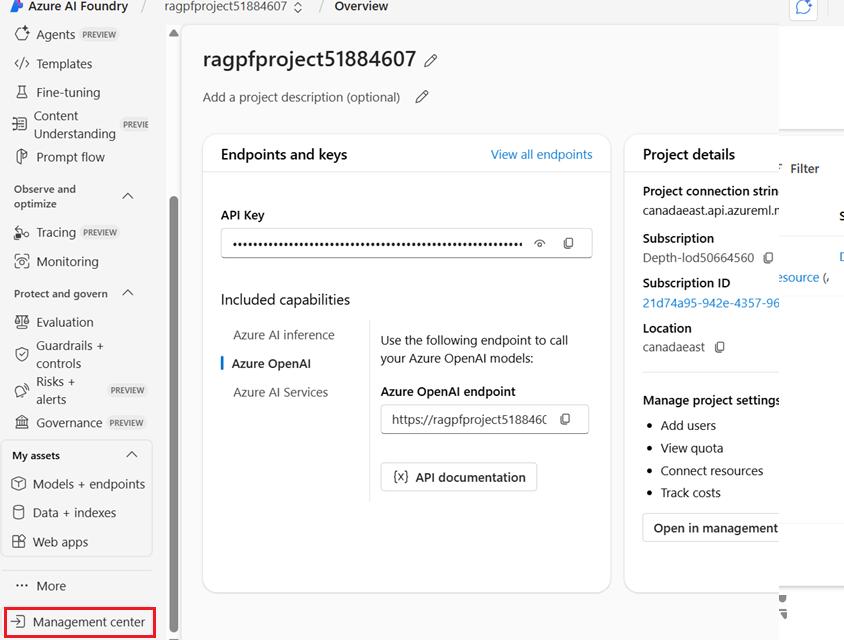 Azure AI Foundry / ragpfproject51884607 / Overview
Agents PREVIEW
Templates
Fine-tuning
Content
Understanding PREVIE
Prompt flow
Observe and
optimize
Tracing PREVIEW
Monitoring
Protect and govern
Evaluation
Guardrails +
controls
Risks +
alerts PREVIEW
Governance PREVIEW
My assets
Models + endpoints
Data + indexes
Web apps
More
Management center
ragpfproject51884607
Add a project description (optional)
Endpoints and keys View all endpoints
API Key
••••••••••••••••••••••••••••••••••••••••••••••••••••••••••
Included capabilities
Azure AI inference
Azure OpenAI
Azure AI Services
Use the following endpoint to call
your Azure OpenAI models:
Azure OpenAI endpoint
https://ragpfproject518846
{x} API documentation
Project details
Project connection strin
canadaeast.api.azureml.
Subscription
Depth-lod50664560
Subscription ID
21d74a95-942e-4357-96
Location
canadaeast
Manage project settings
• Add users
• View quota
• Connect resources
• Track costs
Open in management
Filter
S
esource (